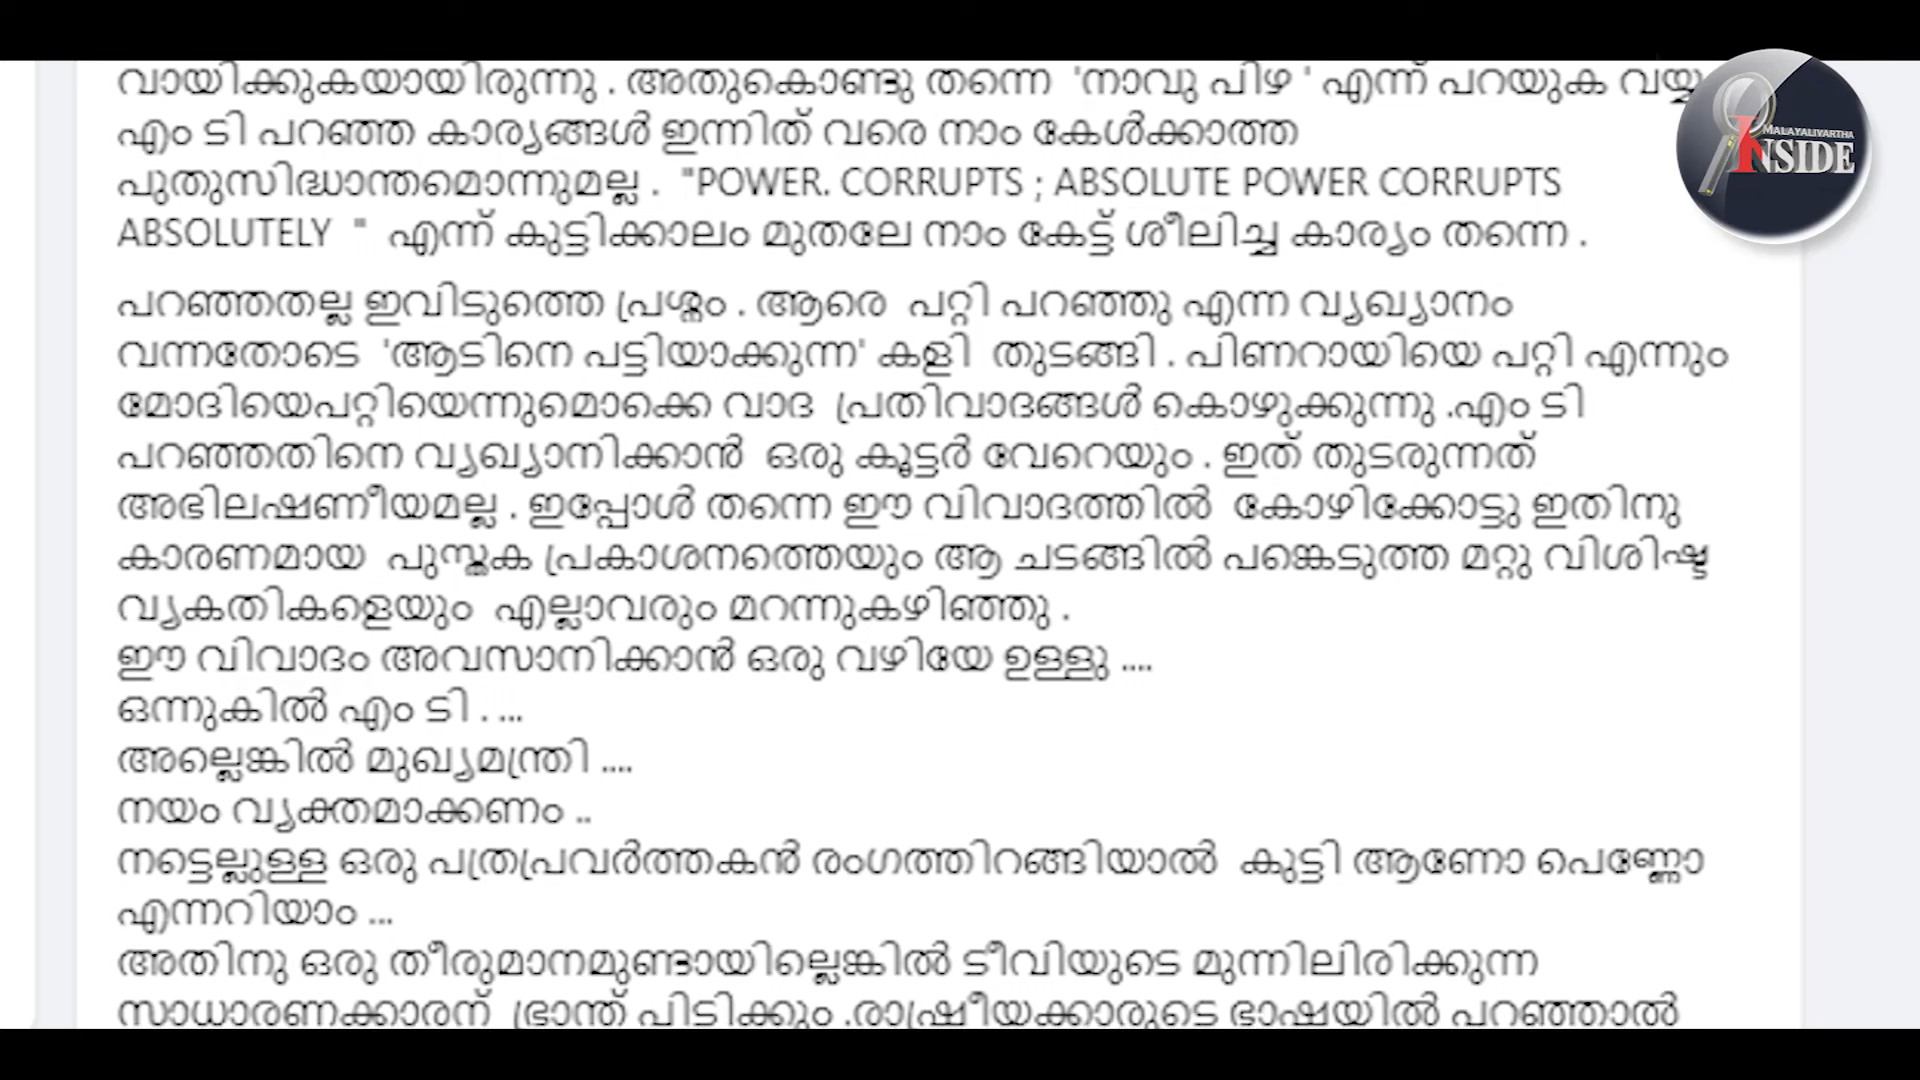 വായിക്കുകയായിരുന്നു . അതുകൊണ്ടു തന്നെ 'നാവു പിഴ ' എന്ന് പറയുക വയ്യ
എം ടി പറഞ്ഞ കാര്യങ്ങൾ ഇന്നിത് വരെ നാം കേൾക്കാത്ത
പുതുസിദ്ധാന്തമൊന്നുമല്ല . "POWER. CORRUPTS ; ABSOLUTE POWER CORRUPTS
ABSOLUTELY " എന്ന് കുട്ടിക്കാലം മുതലേ നാം കേട്ട് ശീലിച്ച കാര്യം തന്നെ .
പറഞ്ഞതല്ല ഇവിടുത്തെ പ്രശ്നം . ആരെ പറ്റി പറഞ്ഞു എന്ന വ്യഖ്യാനം
വന്നതോടെ 'ആടിനെ പട്ടിയാക്കുന്ന' കളി തുടങ്ങി . പിണറായിയെ പറ്റി എന്നും
മോദിയെപറ്റിയെന്നുമൊക്കെ വാദ പ്രതിവാദങ്ങൾ കൊഴുക്കുന്നു .എം ടി
പറഞ്ഞതിനെ വ്യഖ്യാനിക്കാൻ ഒരു കൂട്ടർ വേറെയും . ഇത് തുടരുന്നത്
അഭിലഷണീയമല്ല . ഇപ്പോൾ തന്നെ ഈ വിവാദത്തിൽ കോഴിക്കോട്ടു ഇതിനു
കാരണമായ പുസ്തക പ്രകാശനത്തെയും ആ ചടങ്ങിൽ പങ്കെടുത്ത മറ്റു വിശിഷ്ട
വ്യകതികളെയും എല്ലാവരും മറന്നുകഴിഞ്ഞു .
ഈ വിവാദം അവസാനിക്കാൻ ഒരു വഴിയേ ഉള്ളു ....
ഒന്നുകിൽ എം ടി . ...
അല്ലെങ്കിൽ മുഖ്യമന്ത്രി ....
നയം വ്യക്തമാക്കണം ..
നട്ടെല്ലുള്ള ഒരു പത്രപ്രവർത്തകൻ രംഗത്തിറങ്ങിയാൽ കുട്ടി ആണോ പെണ്ണോ
എന്നറിയാം ...
അതിനു ഒരു തീരുമാനമുണ്ടായില്ലെങ്കിൽ ടീവിയുടെ മുന്നിലിരിക്കുന്ന
സാധാരണക്കാരന് ഭ്രാന്ത് പിടിക്കും .രാഷ്ട്രീയക്കാരുടെ ഭാഷയിൽ പറഞ്ഞാൽ
MALAYALIVARTHA
INSIDE